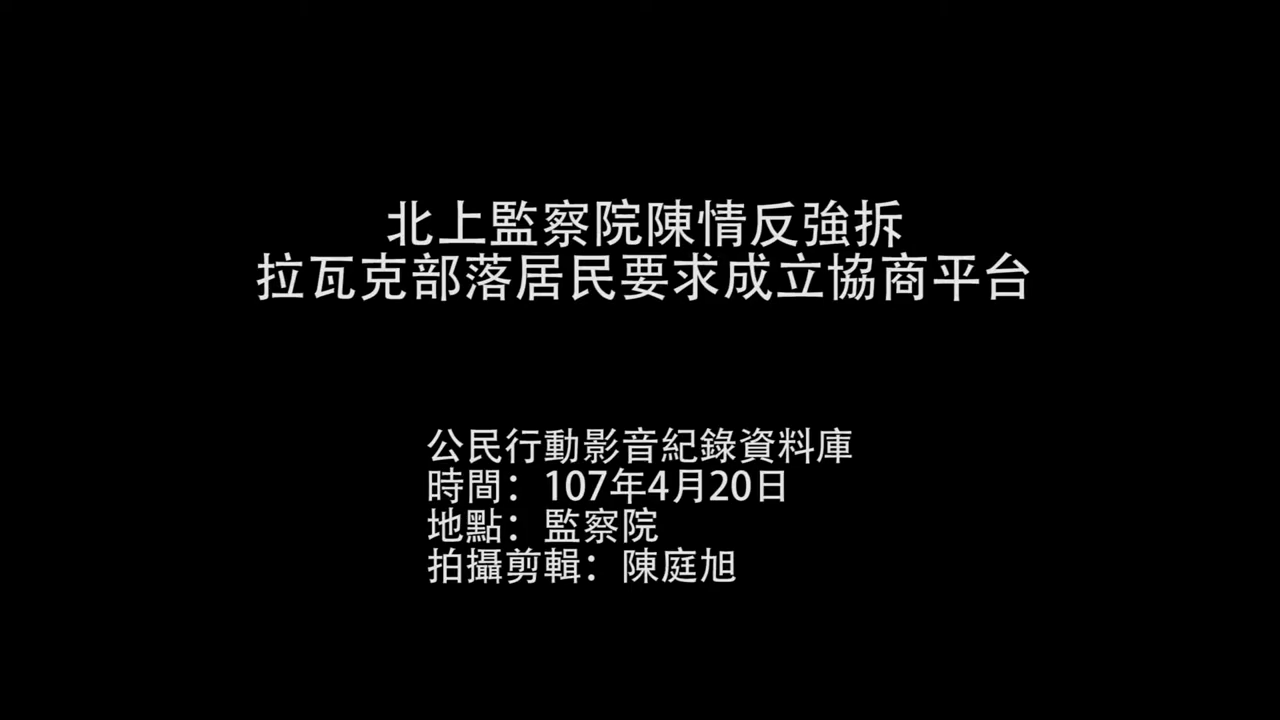 北上監察院陳情反強拆
拉瓦克部落居民要求成立協商平台
公民行動影音紀錄資料庫
時間：107年4月20日
地點：監察院
拍攝剪輯：陳庭旭